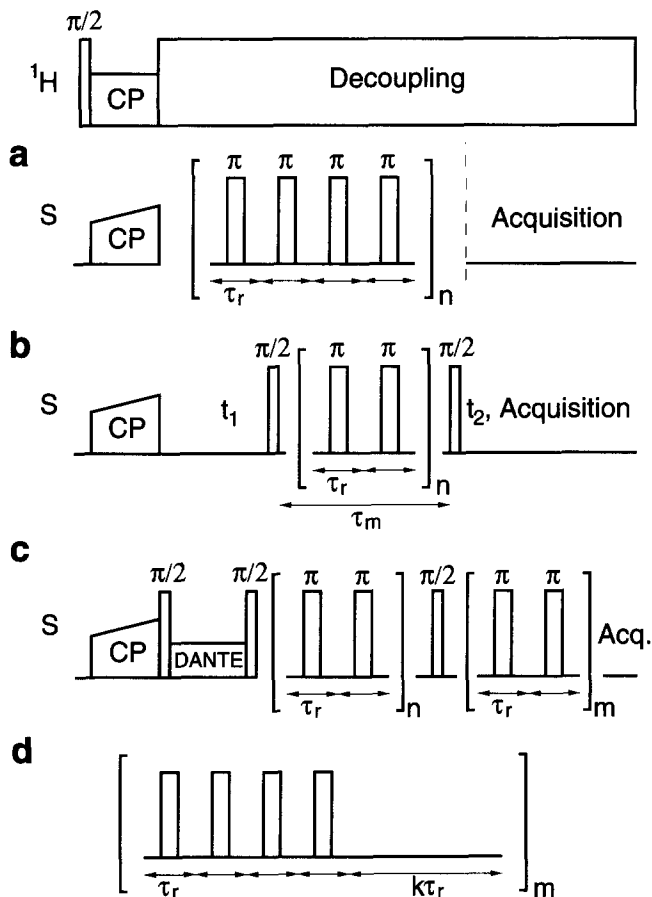 π/2
¹H CP Decoupling
a
π π π π
S CP Acquisition
τr n
b
π/2 π π π/2
S CP t₁ t₂, Acquisition
τr n
τm
c
π/2 π/2 π π π/2 π π
S CP DANTE Acq.
τr n τr m
d
τr kτr m